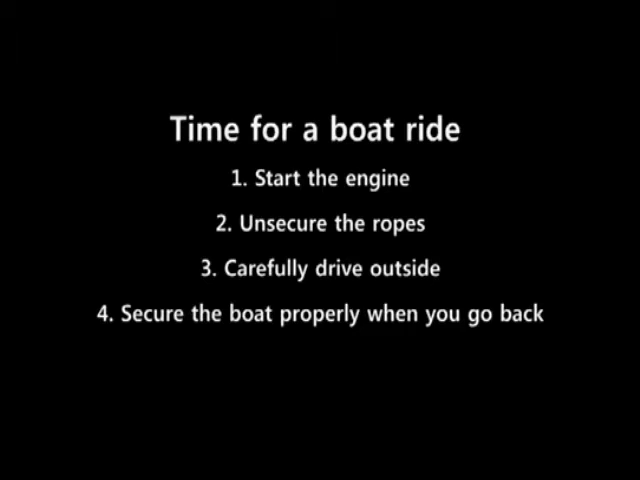 Time for a boat ride
1. Start the engine
2. Unsecure the ropes
3. Carefully drive outside
4. Secure the boat properly when you go back